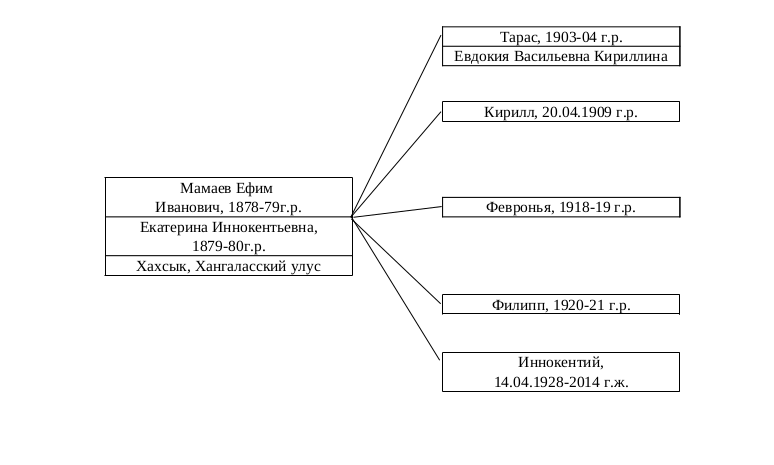 Тарас, 1903-04 г.р.
Евдокия Васильевна Кириллина
Кирилл, 20.04.1909 г.р.
Мамаев Ефим
Иванович, 1878-79г.р.
Екатерина Иннокентьевна,
1879-80г.р.
Хахсык, Хангаласский улус
Февронья, 1918-19 г.р.
Филипп, 1920-21 г.р.
Иннокентий,
14.04.1928-2014 г.ж.